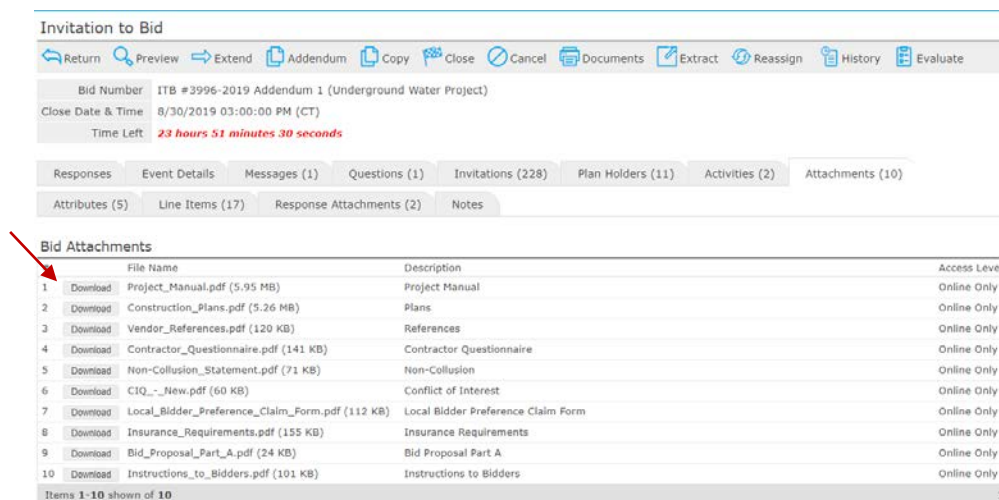 Invitation to Bid
Return Preview Extend Addendum Copy Close Cancel Documents Extract Reassign History Evaluate
Bid Number ITB #3996-2019 Addendum 1 (Underground Water Project)
Close Date & Time 8/30/2019 03:00:00 PM (CT)
Time Left 23 hours 51 minutes 30 seconds
Responses Event Details Messages (1) Questions (1) Invitations (228) Plan Holders (11) Activities (2) Attachments (10)
Attributes (5) Line Items (17) Response Attachments (2) Notes
Bid Attachments
File Name Description Access Leve
1 Download Project_Manual.pdf (5.95 MB) Project Manual Online Only
2 Download Construction_Plans.pdf (5.26 MB) Plans Online Only
3 Download Vendor_References.pdf (120 KB) References Online Only
4 Download Contractor_Questionnaire.pdf (141 KB) Contractor Questionnaire Online Only
5 Download Non-Collusion_Statement.pdf (71 KB) Non-Collusion Online Only
6 Download CIQ_-_New.pdf (60 KB) Conflict of Interest Online Only
7 Download Local_Bidder_Preference_Claim_Form.pdf (112 KB) Local Bidder Preference Claim Form Online Only
8 Download Insurance_Requirements.pdf (155 KB) Insurance Requirements Online Only
9 Download Bid_Proposal_Part_A.pdf (24 KB) Bid Proposal Part A Online Only
10 Download Instructions_to_Bidders.pdf (101 KB) Instructions to Bidders Online Only
Items 1-10 shown of 10